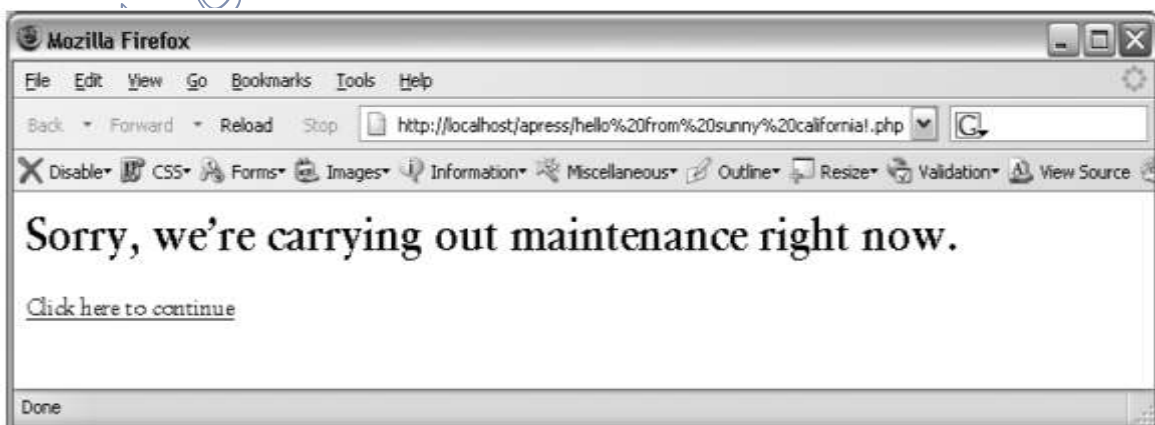 Mozilla Firefox
File Edit View Go Bookmarks Tools Help
Back Forward Reload Stop http://localhost/apress/hello%20from%20sunny%20california!.php G
Disable CSS Forms Images Information Miscellaneous Outline Resize Validation View Source
Sorry, we're carrying out maintenance right now.
Click here to continue
Done